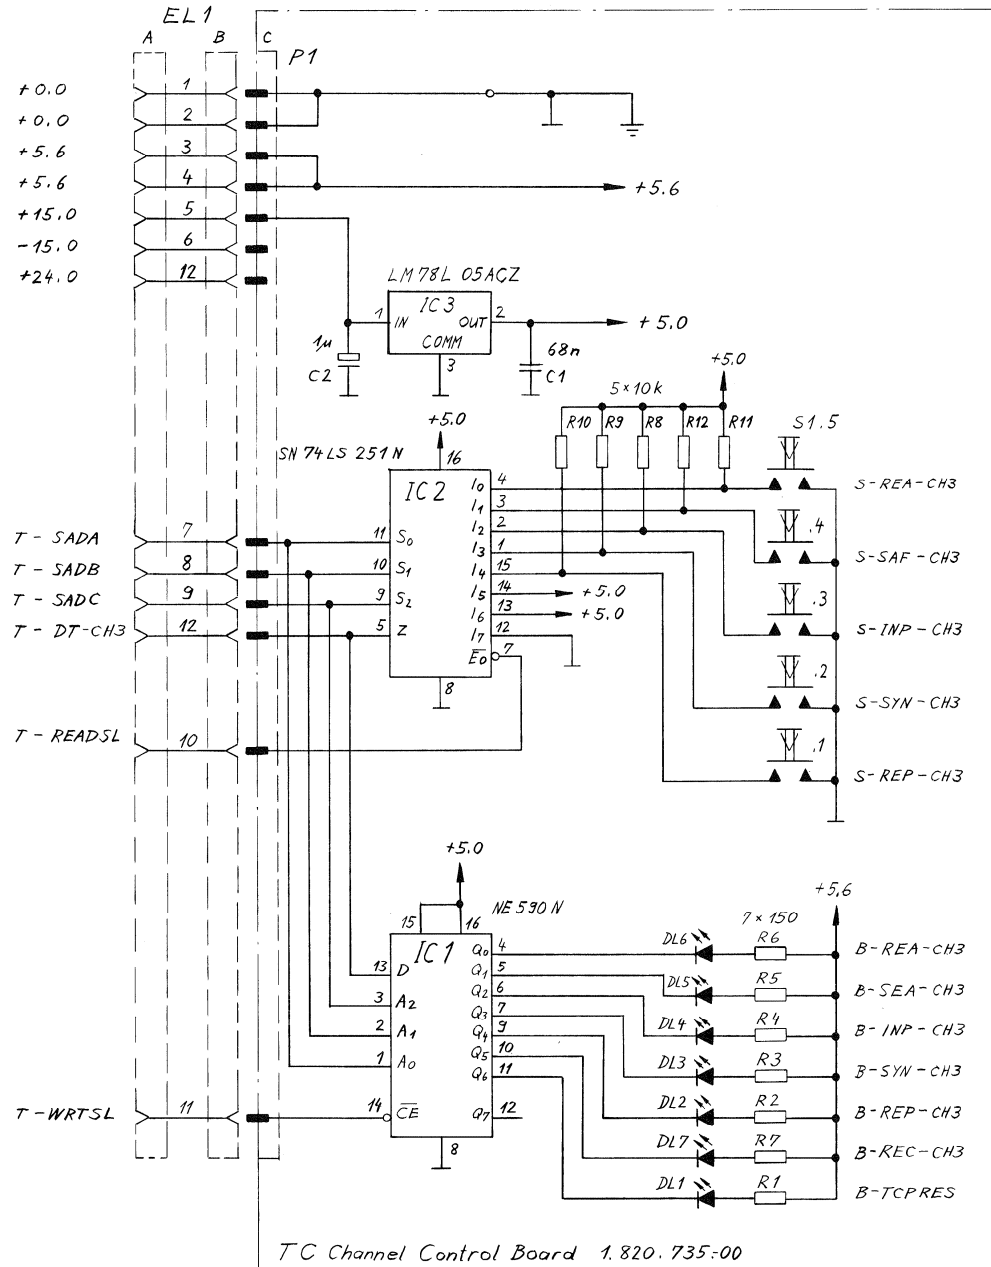 EL1
A B C
P1
+0.0 1
+0.0 2
+5.6 3
+5.6 4 +5.6
+15.0 5
-15.0 6
+24.0 12
LM78L 05ACZ
IC3
1 IN OUT 2 +5.0
COMM
3
1µ
C2
68n
C1
+5.0
5×10k
R10 R9 R8 R12 R11
S1.5
+5.0
16
SN 74LS 251N
IC2
I0 4 S-REA-CH3
I1 3
I2 2 .4
I3 1 S-SAF-CH3
I4 15
I5 14 +5.0
I6 13 +5.0
I7 12
E0 7
.3
S-INP-CH3
.2
S-SYN-CH3
.1
S-REP-CH3
T - SADA 7 11 S0
T - SADB 8 10 S1
T - SADC 9 9 S2
T - DT-CH3 12 5 Z
8
T - READSL 10
+5.0
15 16
NE590N
IC1
+5.6
7×150
13 D
3 A2
2 A1
1 A0
Q0 4 DL6 R6 B-REA-CH3
Q1 5 DL5 R5 B-SEA-CH3
Q2 6 DL4 R4 B-INP-CH3
Q3 7 DL3 R3 B-SYN-CH3
Q4 9 DL2 R2 B-REP-CH3
Q5 10 DL7 R7 B-REC-CH3
Q6 11 DL1 R1 B-TCPRES
Q7 12
T-WRTSL 11 14 CE
8
TC Channel Control Board 1.820.735-00